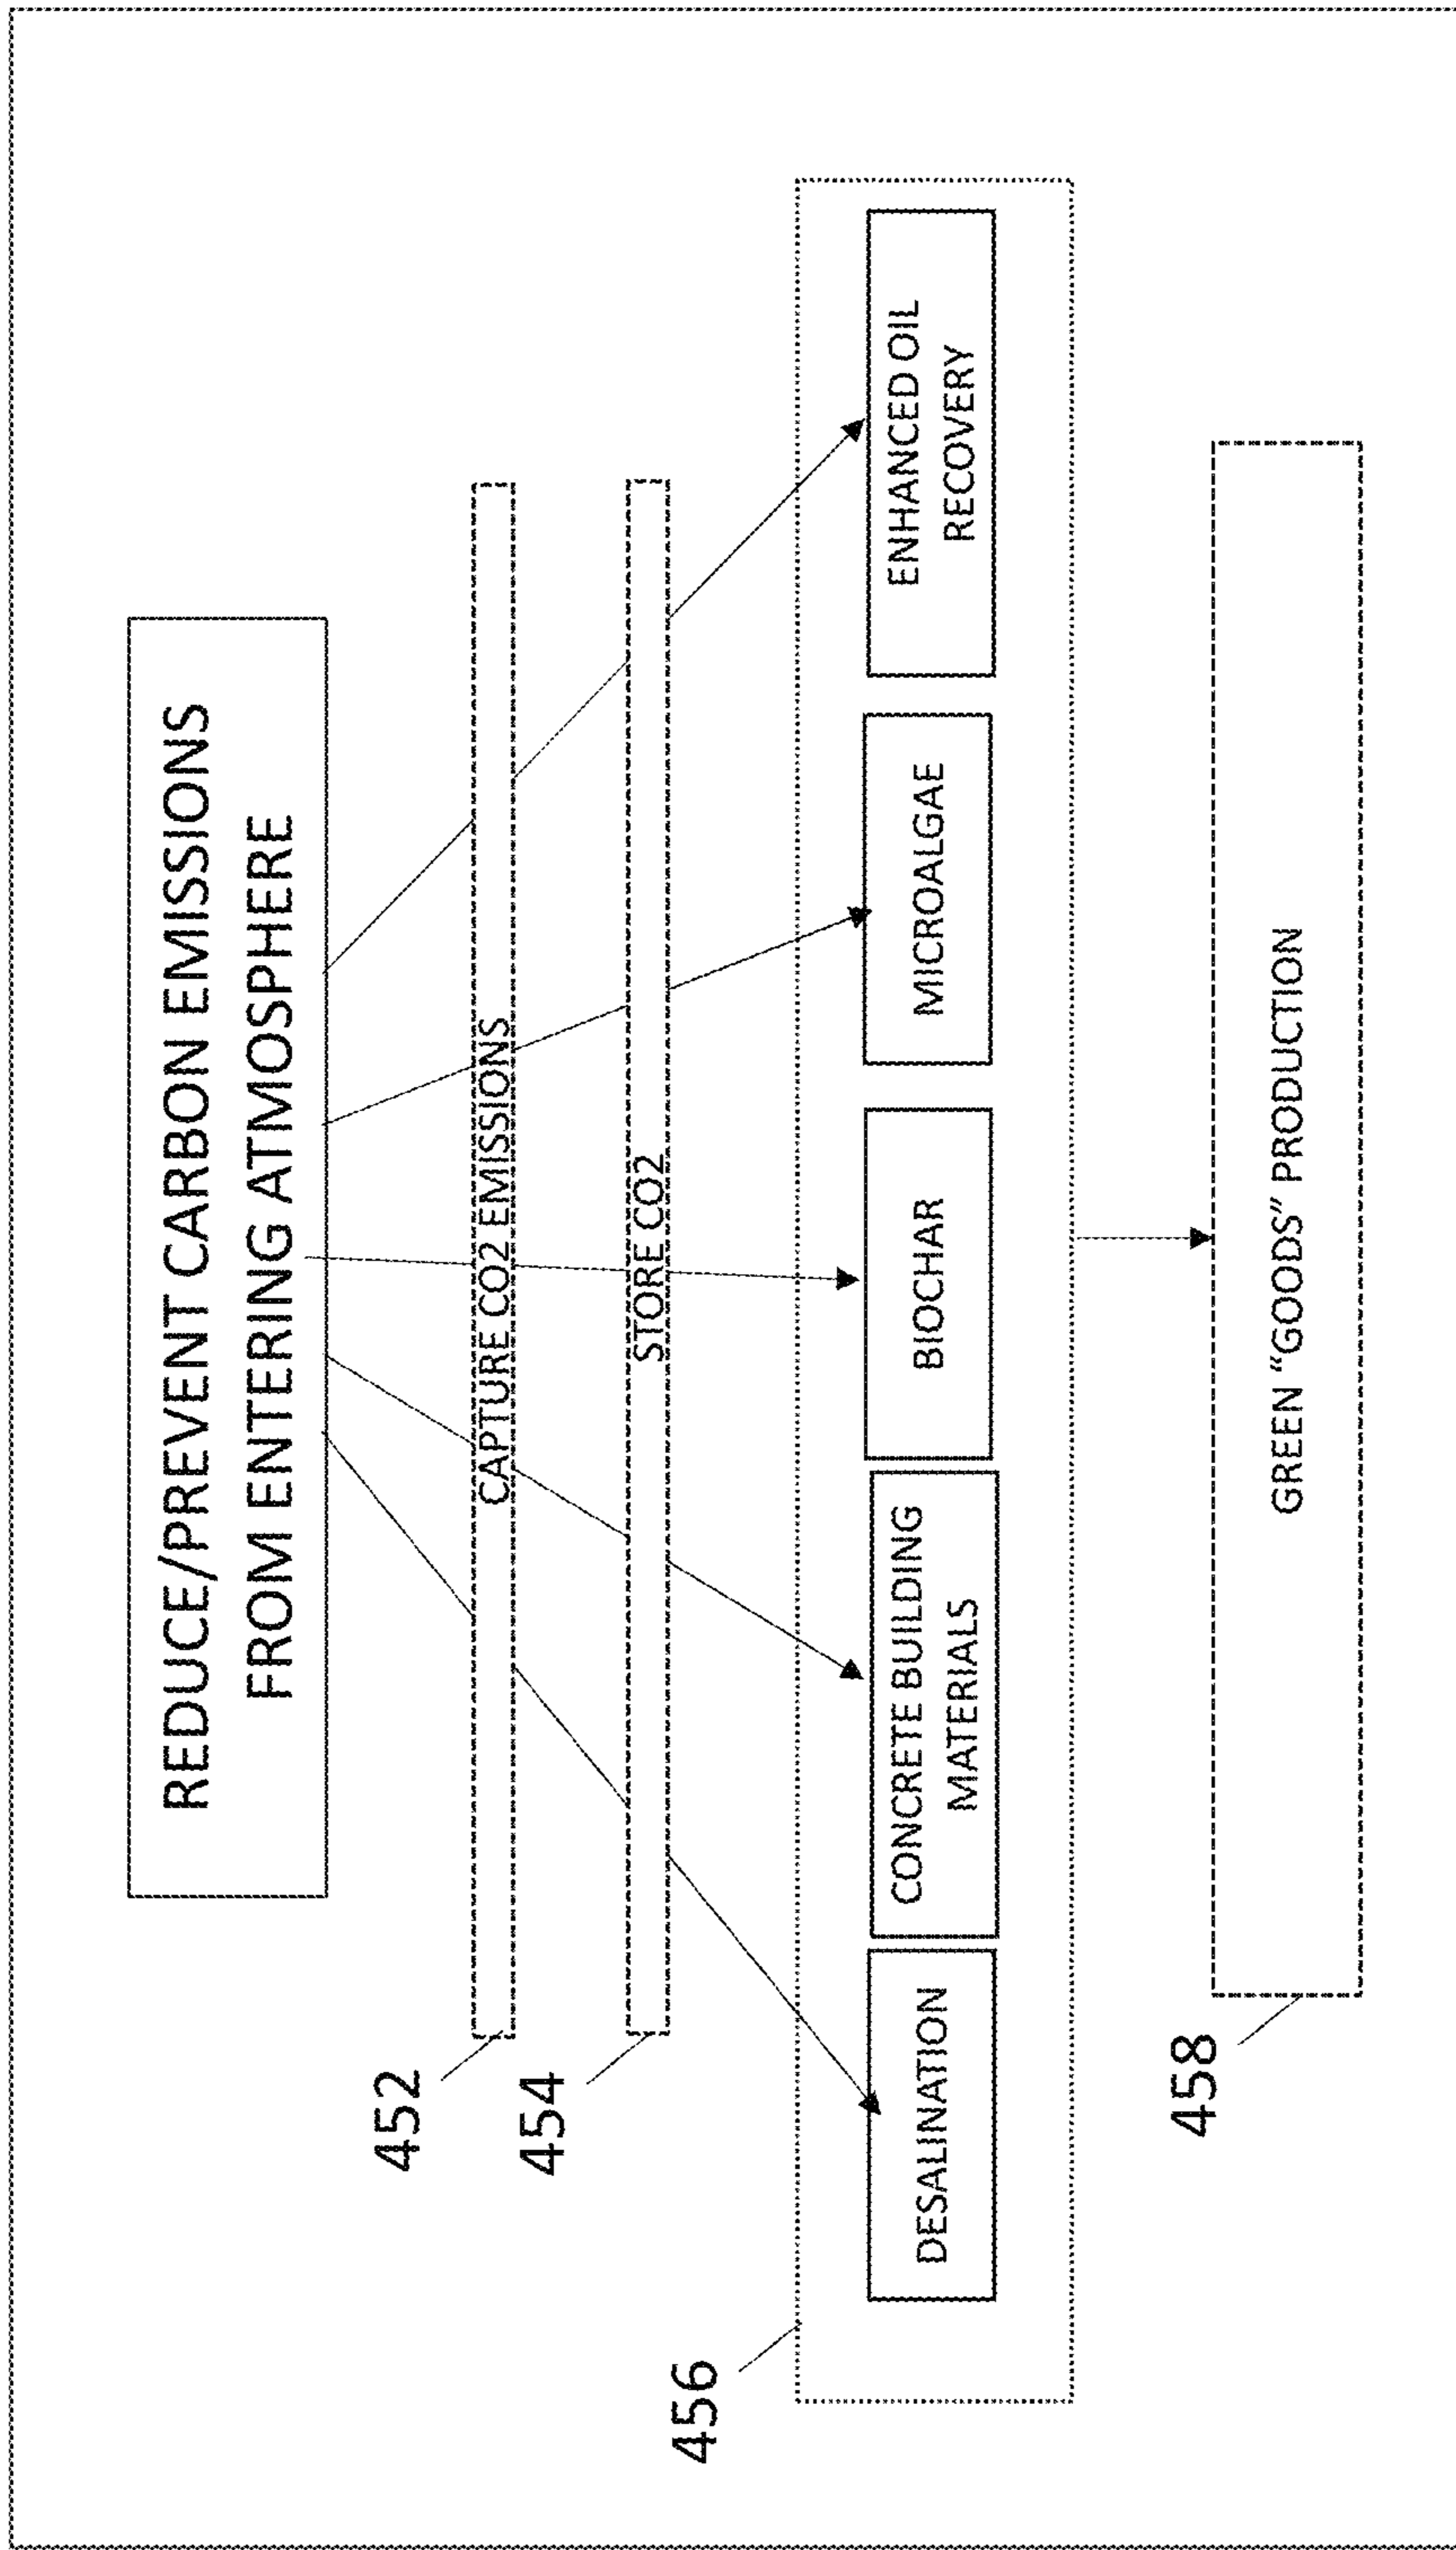 REDUCE/PREVENT CARBON EMISSIONS
FROM ENTERING ATMOSPHERE
452
CAPTURE CO2 EMISSIONS
454
STORE CO2
456
DESALINATION
CONCRETE BUILDING
MATERIALS
BIOCHAR
MICROALGAE
ENHANCED OIL
RECOVERY
458
GREEN “GOODS” PRODUCTION